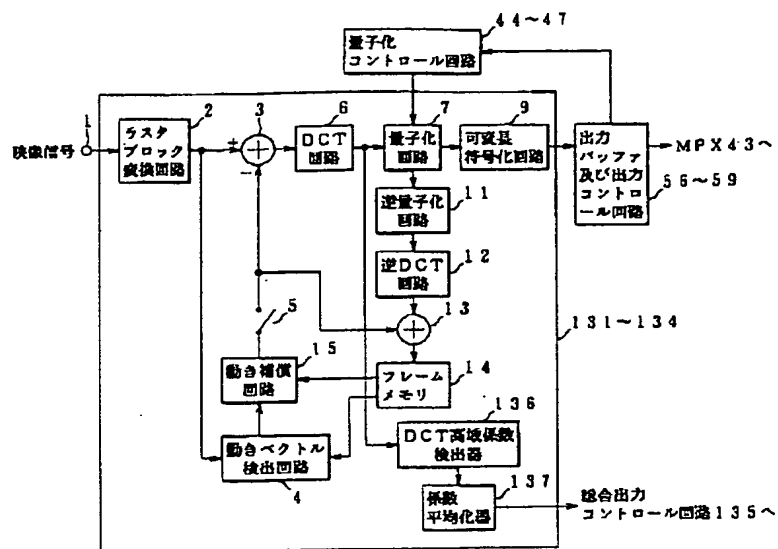 44~47
量子化
コントロール回路
1
映像信号
2
ラスタ
ブロック
変換回路
3
+
−
6
DCT
回路
7
量子化
回路
9
可変長
符号化回路
出力
バッファ
及び出力
コントロ
ール回路
MPX43へ
56~59
11
逆量子化
回路
12
逆DCT
回路
13
5
131~134
15
動き補償
回路
14
フレーム
メモリ
136
動きベクトル
検出回路
4
DCT高域係数
検出器
137
係数
平均化器
総合出力
コントロール回路135へ